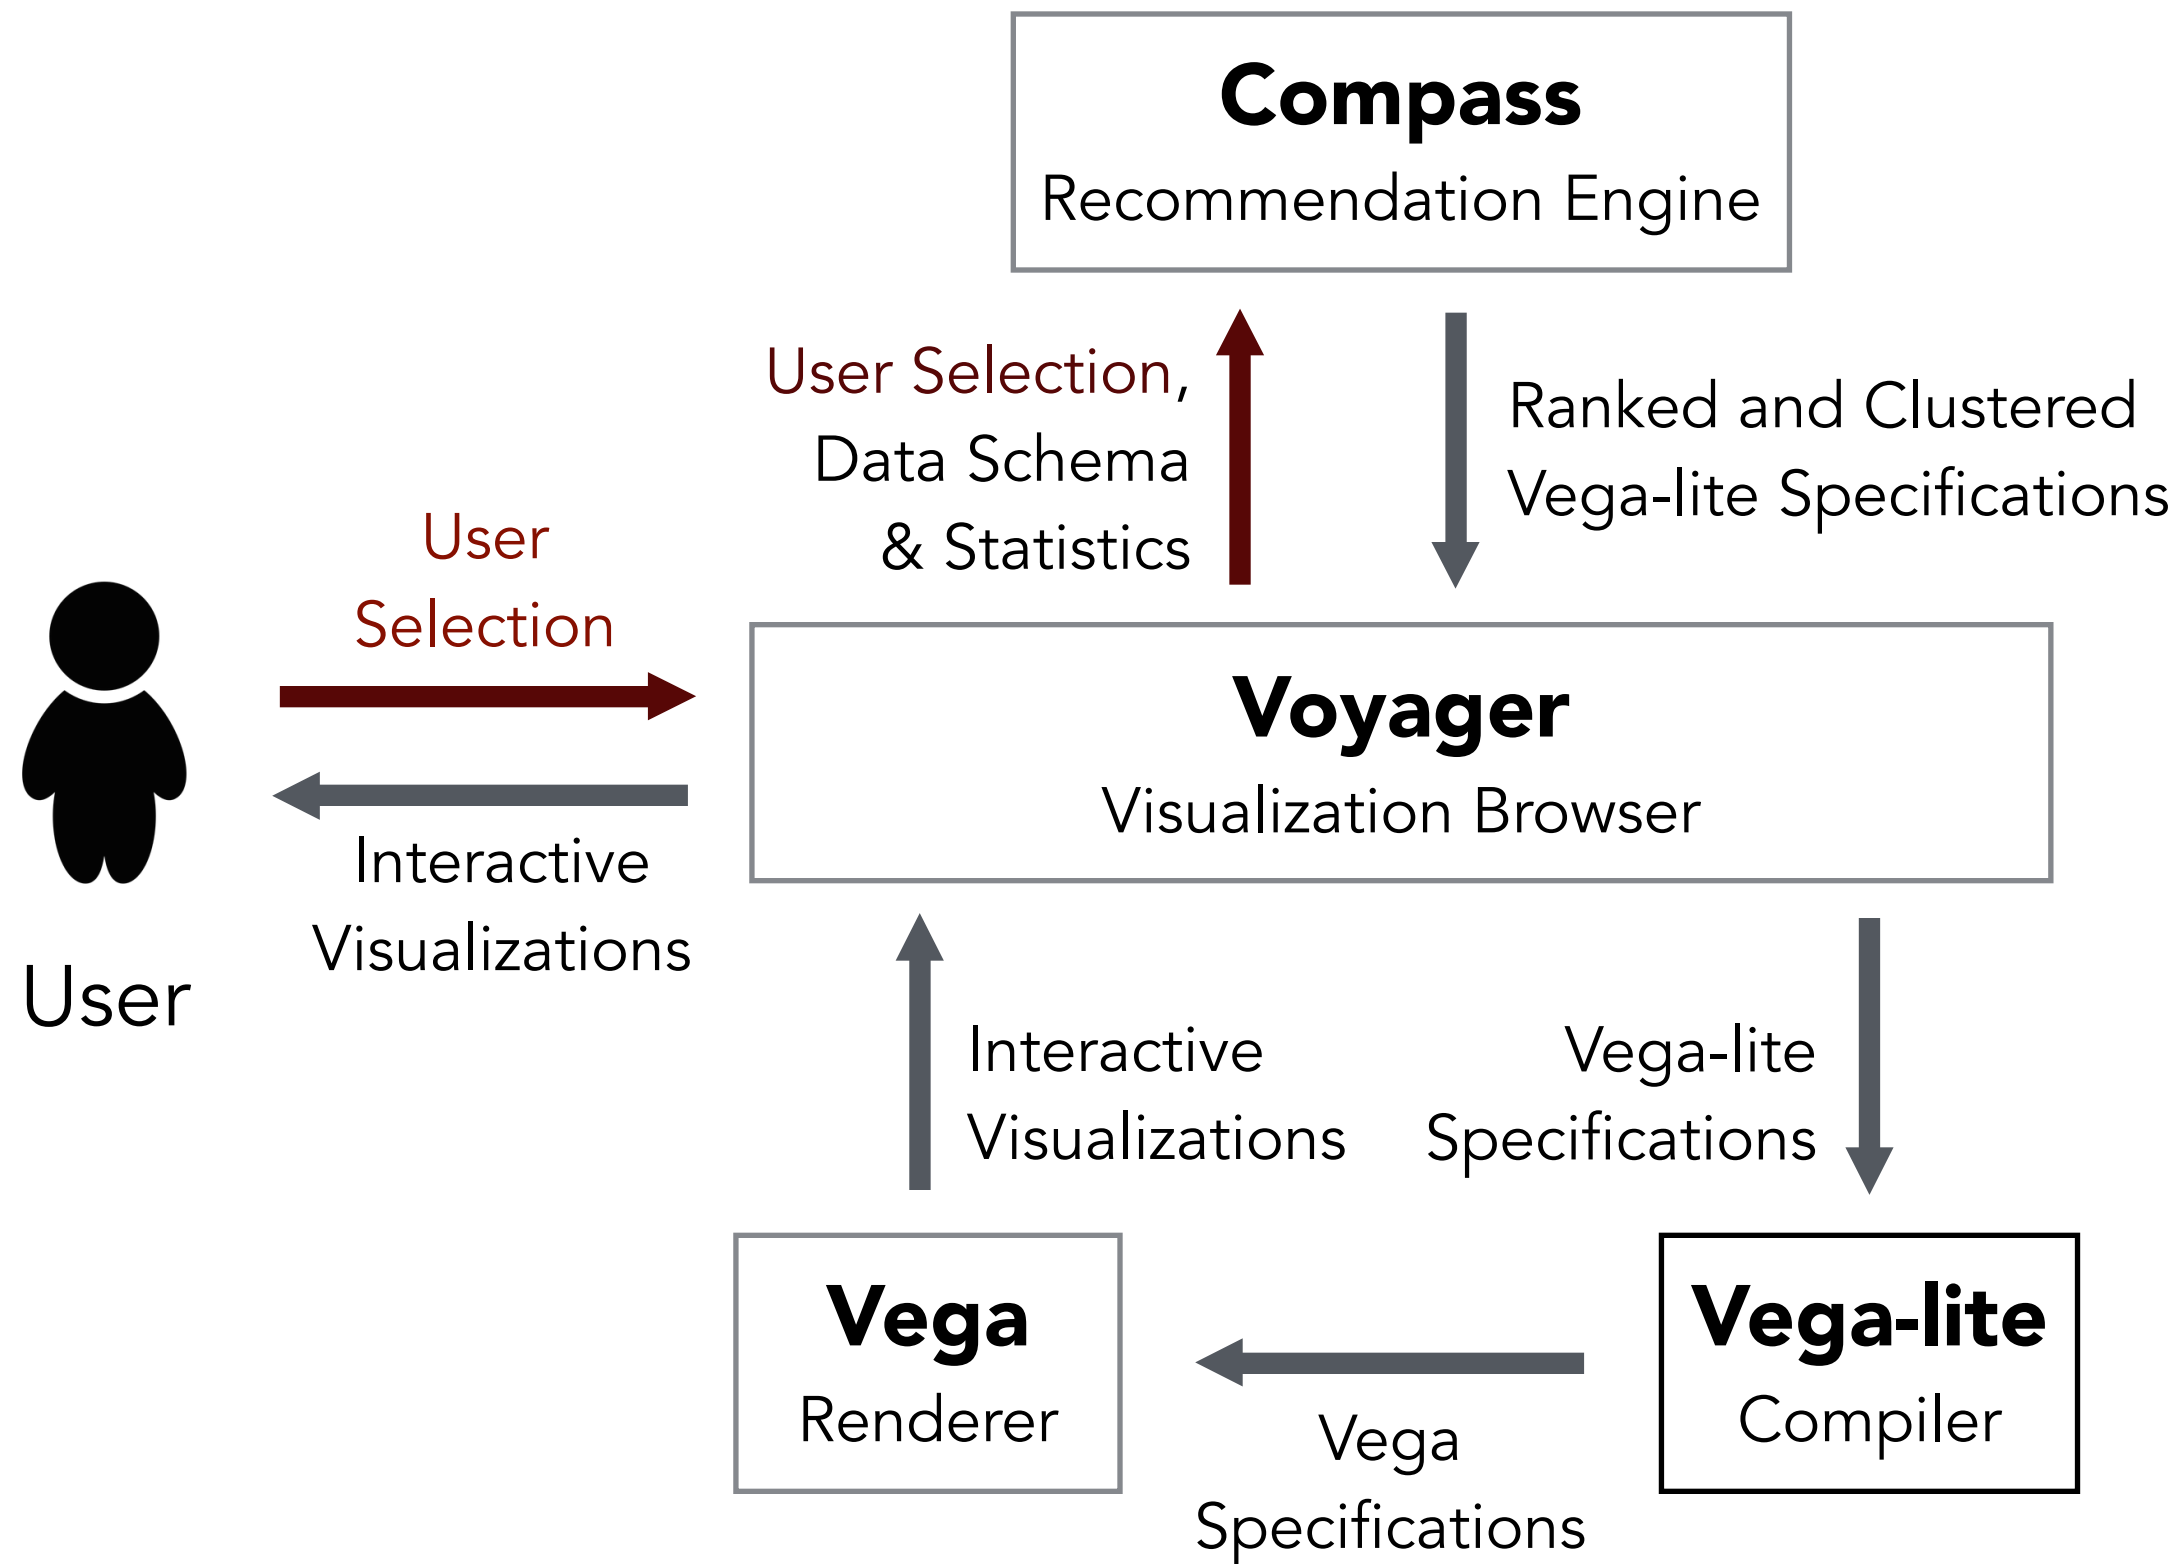 Compass
Recommendation Engine
User Selection,
Data Schema
& Statistics
Ranked and Clustered
Vega-lite Specifications
User
Selection
Voyager
Visualization Browser
Interactive
Visualizations
User
Interactive
Visualizations
Vega-lite
Specifications
Vega
Renderer
Vega
Specifications
Vega-lite
Compiler